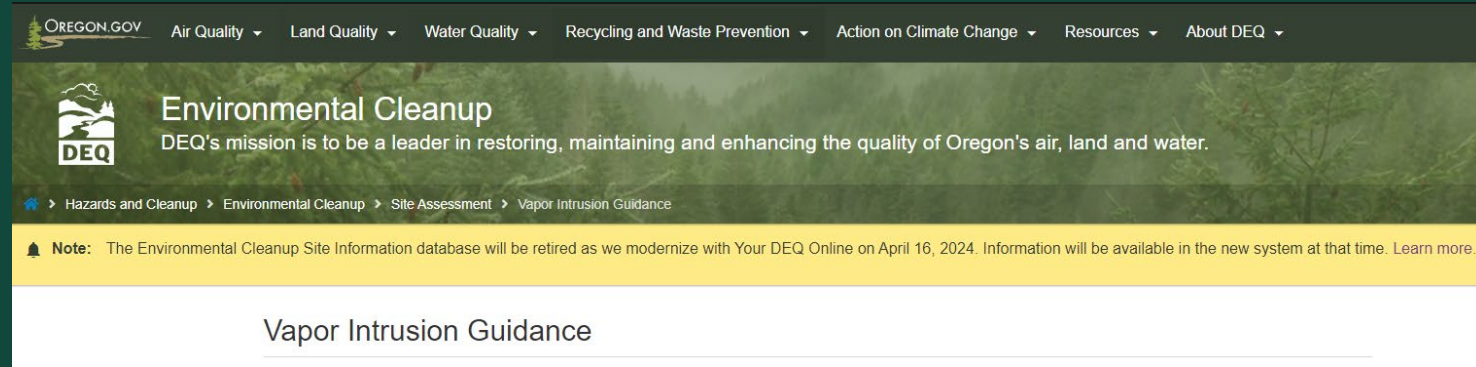 OREGON.GOV Air Quality Land Quality Water Quality Recycling and Waste Prevention Action on Climate Change Resources About DEQ
Environmental Cleanup
DEQ's mission is to be a leader in restoring, maintaining and enhancing the quality of Oregon's air, land and water.
DEQ
> Hazards and Cleanup > Environmental Cleanup > Site Assessment > Vapor Intrusion Guidance
Note: The Environmental Cleanup Site Information database will be retired as we modernize with Your DEQ Online on April 16, 2024. Information will be available in the new system at that time. Learn more.
Vapor Intrusion Guidance